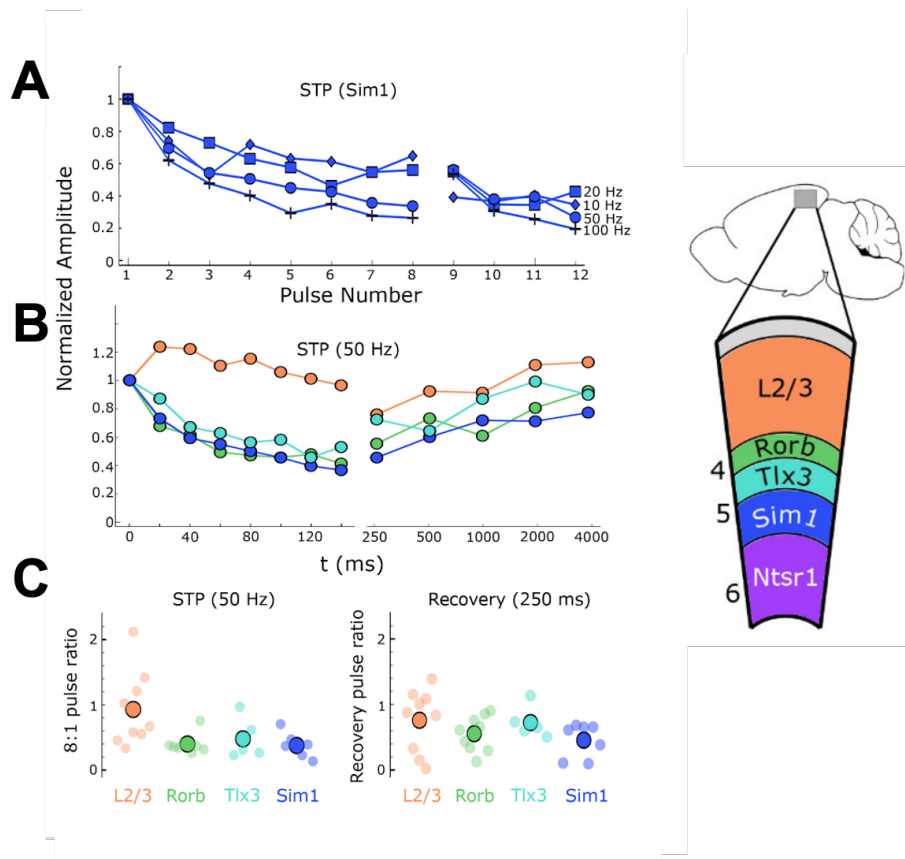 A
STP (Sim1)
Normalized Amplitude
1
0.8
0.6
0.4
0.2
0
20 Hz
10 Hz
50 Hz
100 Hz
1 2 3 4 5 6 7 8 9 10 11 12
Pulse Number
B
STP (50 Hz)
1.2
1
0.8
0.6
0.4
0.2
0
0 40 80 120 250 500 1000 2000 4000
t (ms)
C
STP (50 Hz)
8:1 pulse ratio
2
1
0
L2/3 Rorb Tlx3 Sim1
Recovery (250 ms)
Recovery pulse ratio
2
1
0
L2/3 Rorb Tlx3 Sim1
L2/3
Rorb
4
Tlx3
5
Sim1
Ntsr1
6